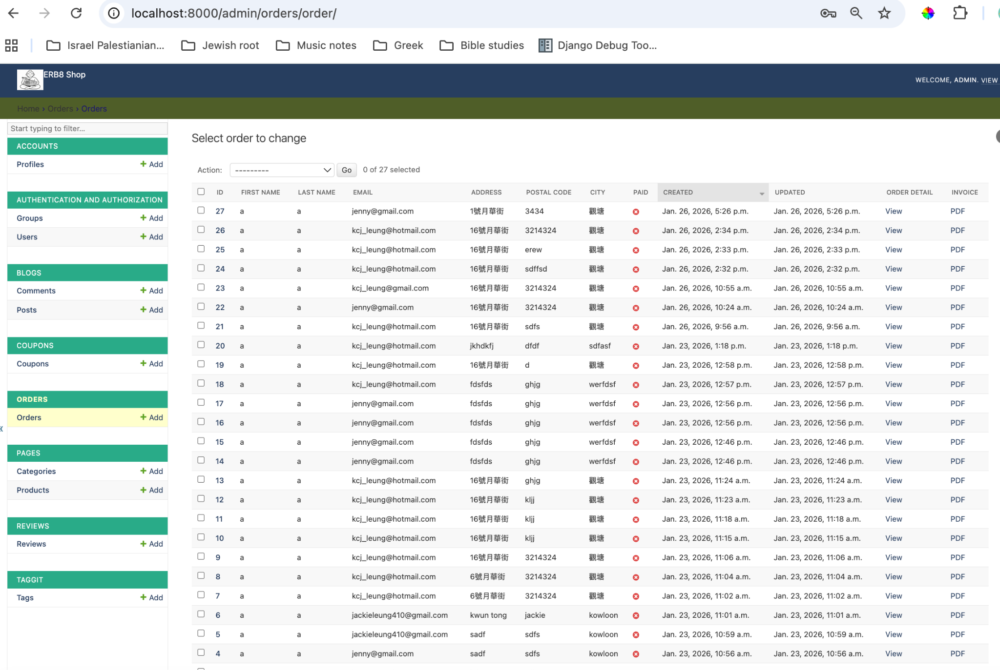 localhost:8000/admin/orders/order/
Israel Palestianian... Jewish root Music notes Greek Bible studies Django Debug Too...
ERB8 Shop
WELCOME, ADMIN. VIEW
Home › Orders › Orders
Start typing to filter...
ACCOUNTS
Profiles + Add
AUTHENTICATION AND AUTHORIZATION
Groups + Add
Users + Add
BLOGS
Comments + Add
Posts + Add
COUPONS
Coupons + Add
ORDERS
Orders + Add
PAGES
Categories + Add
Products + Add
REVIEWS
Reviews + Add
TAGGIT
Tags + Add
Select order to change
Action: --------- Go 0 of 27 selected
ID FIRST NAME LAST NAME EMAIL ADDRESS POSTAL CODE CITY PAID CREATED UPDATED ORDER DETAIL INVOICE
27 a a jenny@gmail.com 1號月華街 3434 觀塘 Jan. 26, 2026, 5:26 p.m. Jan. 26, 2026, 5:26 p.m. View PDF
26 a a kcj_leung@hotmail.com 16號月華街 3214324 觀塘 Jan. 26, 2026, 2:34 p.m. Jan. 26, 2026, 2:34 p.m. View PDF
25 a a kcj_leung@hotmail.com 16號月華街 erew 觀塘 Jan. 26, 2026, 2:33 p.m. Jan. 26, 2026, 2:33 p.m. View PDF
24 a a kcj_leung@hotmail.com 16號月華街 sdffsd 觀塘 Jan. 26, 2026, 2:32 p.m. Jan. 26, 2026, 2:32 p.m. View PDF
23 a a kcj_leung@gmail.com 16號月華街 3214324 觀塘 Jan. 26, 2026, 10:55 a.m. Jan. 26, 2026, 10:55 a.m. View PDF
22 a a jenny@gmail.com 16號月華街 3214324 觀塘 Jan. 26, 2026, 10:24 a.m. Jan. 26, 2026, 10:24 a.m. View PDF
21 a a kcj_leung@hotmail.com 16號月華街 sdfs 觀塘 Jan. 26, 2026, 9:56 a.m. Jan. 26, 2026, 9:56 a.m. View PDF
20 a a kcj_leung@hotmail.com jkhdkfj dfdf sdfasf Jan. 23, 2026, 1:18 p.m. Jan. 23, 2026, 1:18 p.m. View PDF
19 a a kcj_leung@hotmail.com 16號月華街 d 觀塘 Jan. 23, 2026, 12:58 p.m. Jan. 23, 2026, 12:58 p.m. View PDF
18 a a kcj_leung@hotmail.com fdsfds ghjg werfdsf Jan. 23, 2026, 12:57 p.m. Jan. 23, 2026, 12:57 p.m. View PDF
17 a a jenny@gmail.com fdsfds ghjg werfdsf Jan. 23, 2026, 12:56 p.m. Jan. 23, 2026, 12:56 p.m. View PDF
16 a a jenny@gmail.com fdsfds ghjg werfdsf Jan. 23, 2026, 12:56 p.m. Jan. 23, 2026, 12:56 p.m. View PDF
15 a a jenny@gmail.com fdsfds ghjg werfdsf Jan. 23, 2026, 12:46 p.m. Jan. 23, 2026, 12:46 p.m. View PDF
14 a a jenny@gmail.com fdsfds ghjg werfdsf Jan. 23, 2026, 12:46 p.m. Jan. 23, 2026, 12:46 p.m. View PDF
13 a a kcj_leung@hotmail.com 16號月華街 ghjg 觀塘 Jan. 23, 2026, 11:24 a.m. Jan. 23, 2026, 11:24 a.m. View PDF
12 a a kcj_leung@hotmail.com 16號月華街 kljj 觀塘 Jan. 23, 2026, 11:23 a.m. Jan. 23, 2026, 11:23 a.m. View PDF
11 a a kcj_leung@hotmail.com 16號月華街 kljj 觀塘 Jan. 23, 2026, 11:18 a.m. Jan. 23, 2026, 11:18 a.m. View PDF
10 a a kcj_leung@hotmail.com 16號月華街 kljj 觀塘 Jan. 23, 2026, 11:15 a.m. Jan. 23, 2026, 11:15 a.m. View PDF
9 a a kcj_leung@hotmail.com 16號月華街 3214324 觀塘 Jan. 23, 2026, 11:06 a.m. Jan. 23, 2026, 11:06 a.m. View PDF
8 a a kcj_leung@hotmail.com 6號月華街 3214324 觀塘 Jan. 23, 2026, 11:04 a.m. Jan. 23, 2026, 11:04 a.m. View PDF
7 a a kcj_leung@hotmail.com 6號月華街 3214324 觀塘 Jan. 23, 2026, 11:02 a.m. Jan. 23, 2026, 11:02 a.m. View PDF
6 a a jackieleung410@gmail.com kwun tong jackie kowloon Jan. 23, 2026, 11:01 a.m. Jan. 23, 2026, 11:01 a.m. View PDF
5 a a jackieleung410@gmail.com sadf sdfs kowloon Jan. 23, 2026, 10:59 a.m. Jan. 23, 2026, 10:59 a.m. View PDF
4 a a jenny@gmail.com sadf sdfs kowloon Jan. 23, 2026, 10:56 a.m. Jan. 23, 2026, 10:56 a.m. View PDF